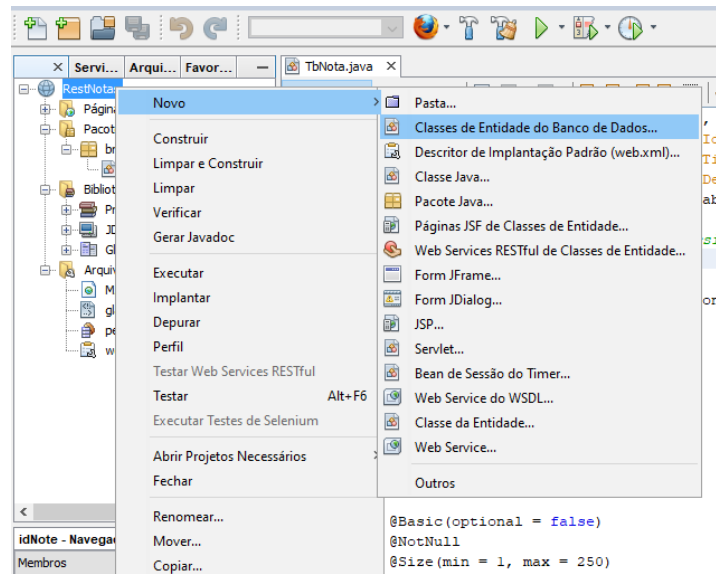 Servi... Arqui... Favor...
TbNota.java
RestNotas
Págin
Pacot
br
Bibliot
Pr
JD
Gl
Arquiv
M
gl
pe
w
idNote - Navega
Membros
Novo
Construir
Limpar e Construir
Limpar
Verificar
Gerar Javadoc
Executar
Implantar
Depurar
Perfil
Testar Web Services RESTful
Testar Alt+F6
Executar Testes de Selenium
Abrir Projetos Necessários
Fechar
Renomear...
Mover...
Copiar...
Pasta...
Classes de Entidade do Banco de Dados...
Descritor de Implantação Padrão (web.xml)...
Classe Java...
Pacote Java...
Páginas JSF de Classes de Entidade...
Web Services RESTful de Classes de Entidade...
Form JFrame...
Form JDialog...
JSP...
Servlet...
Bean de Sessão do Timer...
Web Service do WSDL...
Classe da Entidade...
Web Service...
Outros
@Basic(optional = false)
@NotNull
@Size(min = 1, max = 250)